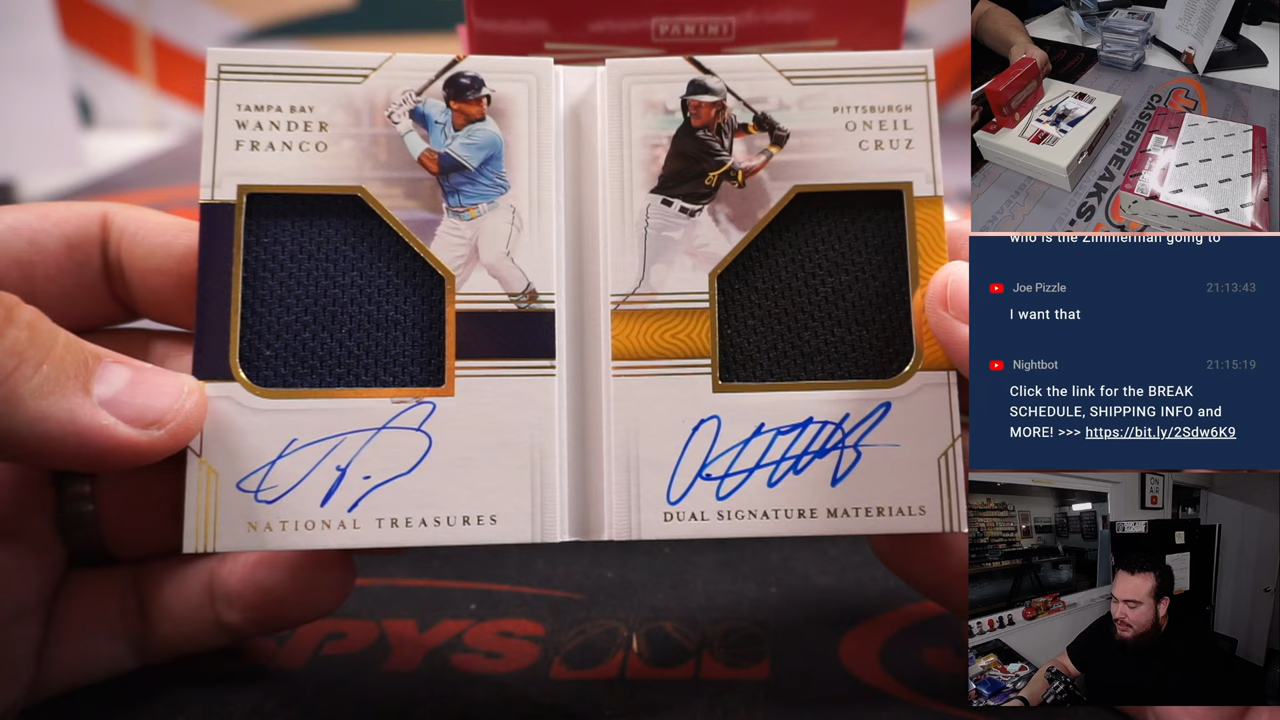 PANINI
TAMPA BAY
WANDER
FRANCO
PITTSBURGH
ONEIL
CRUZ
NATIONAL TREASURES
DUAL SIGNATURE MATERIALS
CASEBREAKS.
who is the Zimmerman going to
Joe Pizzle 21:13:43
I want that
Nightbot 21:15:19
Click the link for the BREAK
SCHEDULE, SHIPPING INFO and
MORE! >>> https://bit.ly/2Sdw6K9
ON
AIR